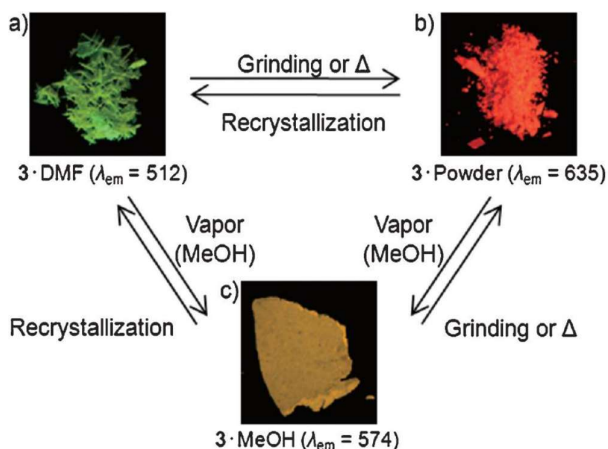 a)
b)
Grinding or Δ
Recrystallization
3·DMF (λem = 512)
3·Powder (λem = 635)
Vapor
(MeOH)
Vapor
(MeOH)
c)
Recrystallization
Grinding or Δ
3·MeOH (λem = 574)